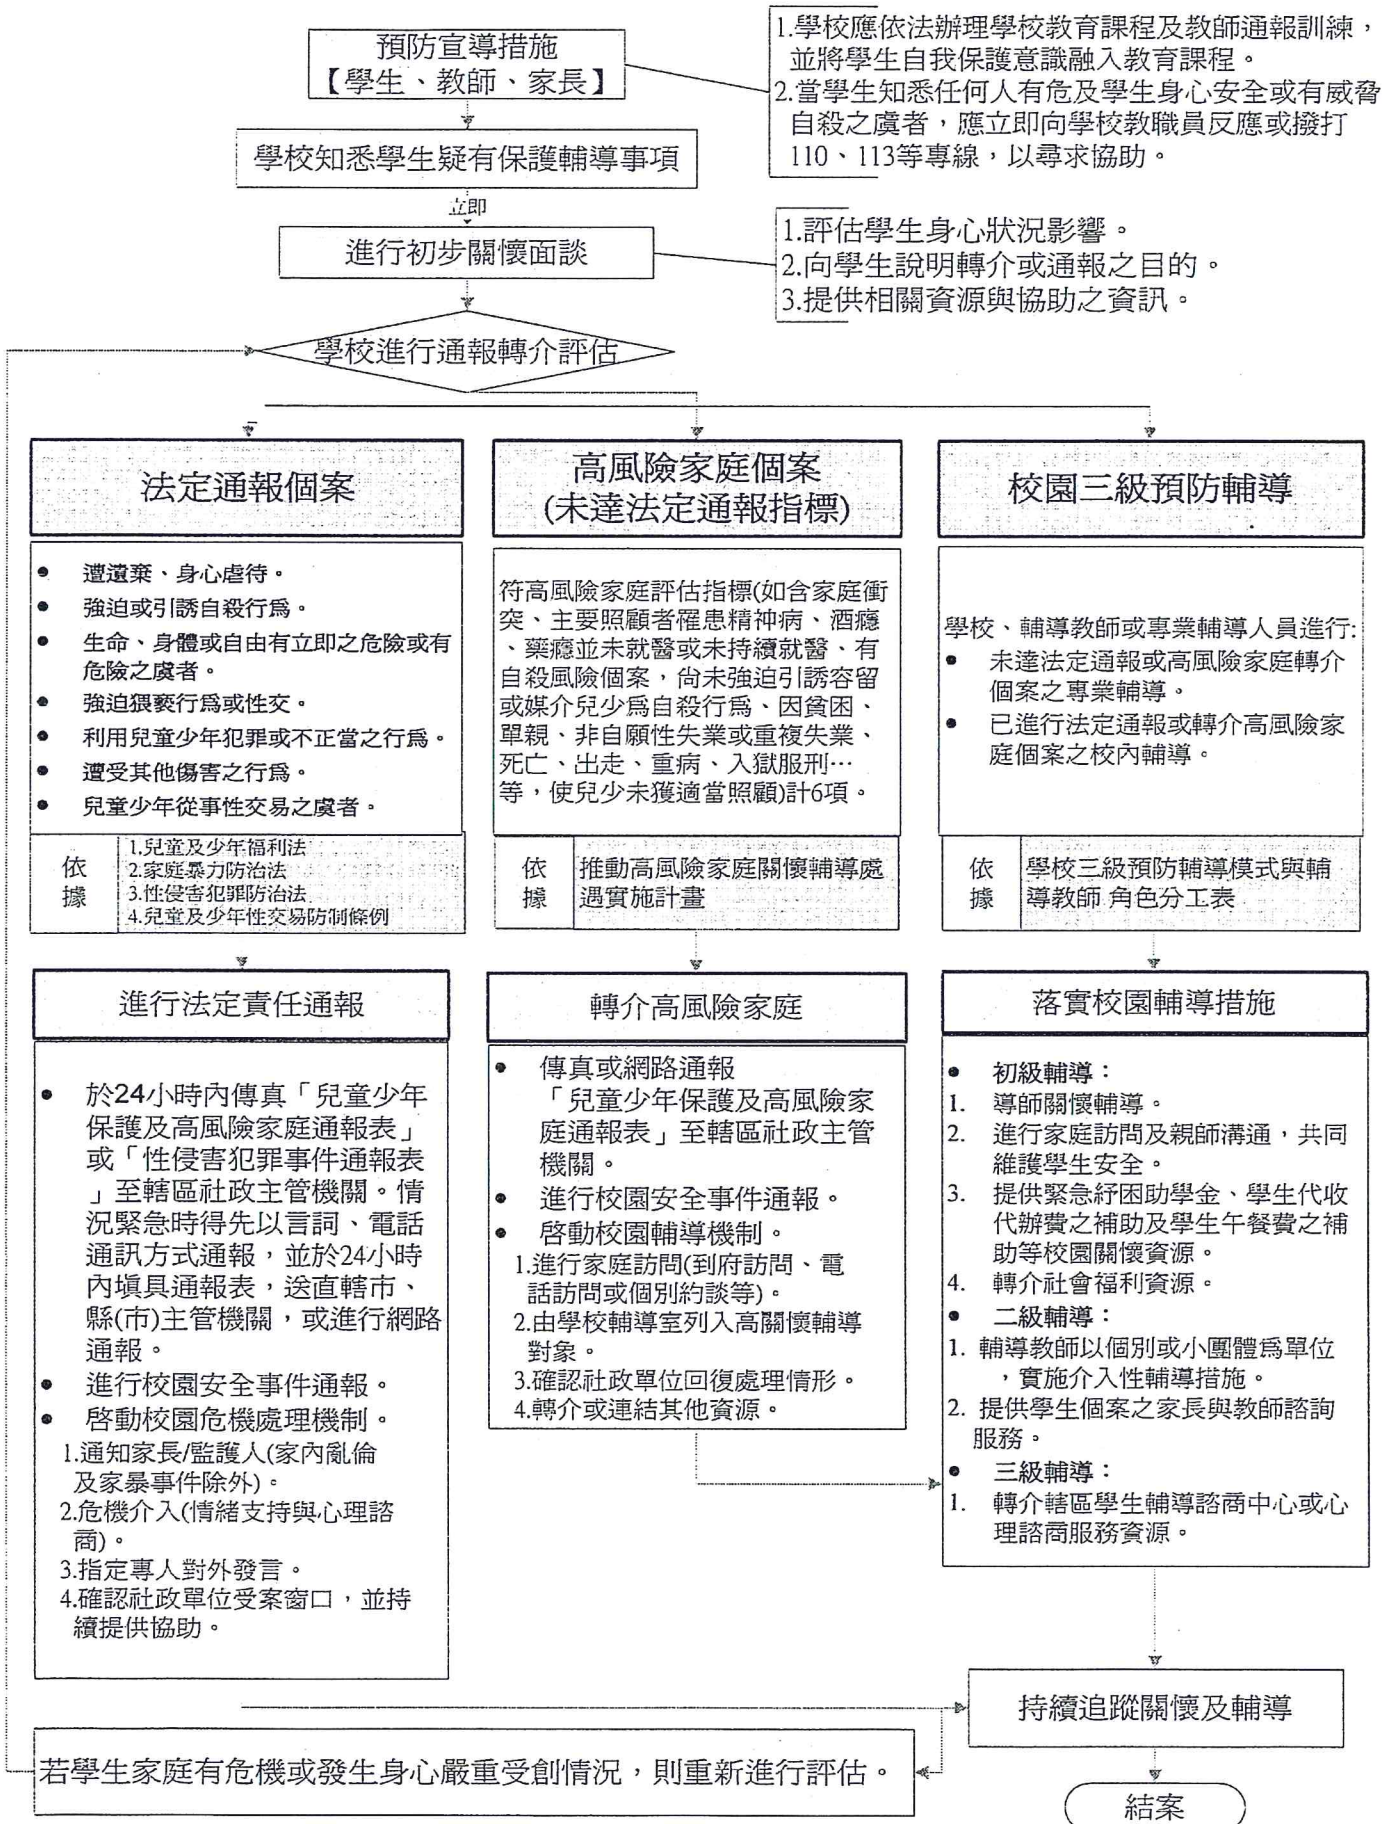 預防宣導措施
【學生、教師、家長】
1.學校應依法辦理學校教育課程及教師通報訓練，
並將學生自我保護意識融入教育課程。
2.當學生知悉任何人有危及學生身心安全或有威脅
自殺之虞者，應立即向學校教職員反應或撥打
110、113等專線，以尋求協助。
學校知悉學生疑有保護輔導事項
立即
進行初步關懷面談
1.評估學生身心狀況影響。
2.向學生說明轉介或通報之目的。
3.提供相關資源與協助之資訊。
學校進行通報轉介評估
法定通報個案
● 遭遺棄、身心虐待。
● 強迫或引誘自殺行爲。
● 生命、身體或自由有立即之危險或有
危險之虞者。
● 強迫猥褻行爲或性交。
● 利用兒童少年犯罪或不正當之行爲。
● 遭受其他傷害之行爲。
● 兒童少年從事性交易之虞者。
依
據
1.兒童及少年福利法
2.家庭暴力防治法
3.性侵害犯罪防治法
4.兒童及少年性交易防制條例
高風險家庭個案
(未達法定通報指標)
符高風險家庭評估指標(如含家庭衝
突、主要照顧者罹患精神病、酒癮
、藥癮並未就醫或未持續就醫、有
自殺風險個案，尚未強迫引誘容留
或媒介兒少爲自殺行爲、因貧困、
單親、非自願性失業或重複失業、
死亡、出走、重病、入獄服刑…
等，使兒少未獲適當照顧)計6項。
依
據
推動高風險家庭關懷輔導處
遇實施計畫
校園三級預防輔導
學校、輔導教師或專業輔導人員進行:
● 未達法定通報或高風險家庭轉介
個案之專業輔導。
● 已進行法定通報或轉介高風險家
庭個案之校內輔導。
依
據
學校三級預防輔導模式與輔
導教師 角色分工表
進行法定責任通報
● 於24小時內傳真「兒童少年
保護及高風險家庭通報表」
或「性侵害犯罪事件通報表
」至轄區社政主管機關。情
況緊急時得先以言詞、電話
通訊方式通報，並於24小時
內塡具通報表，送直轄市、
縣(市)主管機關，或進行網路
通報。
● 進行校園安全事件通報。
● 啓動校園危機處理機制。
1.通知家長/監護人(家內亂倫
及家暴事件除外)。
2.危機介入(情緒支持與心理諮
商)。
3.指定專人對外發言。
4.確認社政單位受案窗口，並持
續提供協助。
轉介高風險家庭
● 傳真或網路通報
「兒童少年保護及高風險家
庭通報表」至轄區社政主管
機關。
● 進行校園安全事件通報。
● 啓動校園輔導機制。
1.進行家庭訪問(到府訪問、電
話訪問或個別約談等)。
2.由學校輔導室列入高關懷輔導
對象。
3.確認社政單位回復處理情形。
4.轉介或連結其他資源。
落實校園輔導措施
● 初級輔導：
1. 導師關懷輔導。
2. 進行家庭訪問及親師溝通，共同
維護學生安全。
3. 提供緊急紓困助學金、學生代收
代辦費之補助及學生午餐費之補
助等校園關懷資源。
4. 轉介社會福利資源。
● 二級輔導：
1. 輔導教師以個別或小團體爲單位
，實施介入性輔導措施。
2. 提供學生個案之家長與教師諮詢
服務。
● 三級輔導：
1. 轉介轄區學生輔導諮商中心或心
理諮商服務資源。
持續追蹤關懷及輔導
若學生家庭有危機或發生身心嚴重受創情況，則重新進行評估。
結案